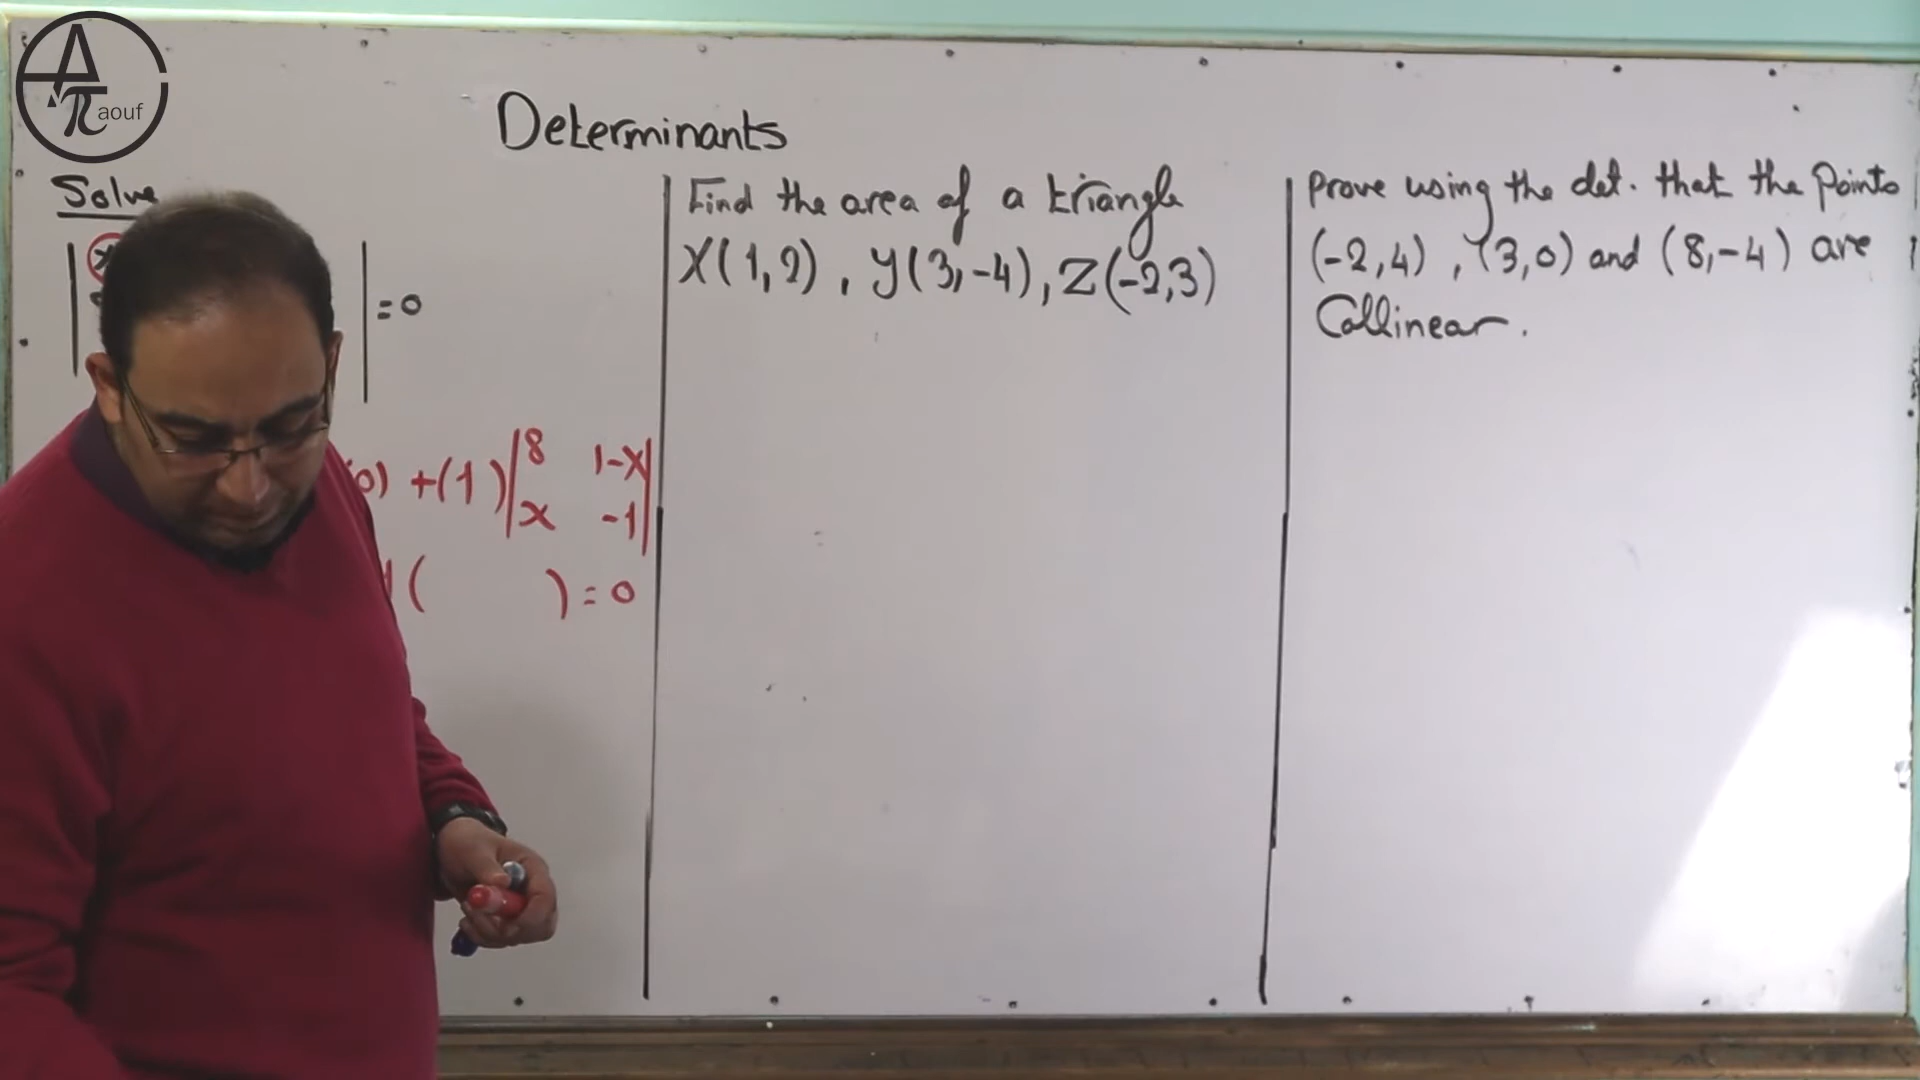 aouf
Determinants
Solve
= 0
0) + (1) | 8 1-x |
| x -1 |
( ) = 0
Find the area of a triangle
X(1,2), Y(3,-4), Z(-2,3)
Prove using the det. that the points
(-2,4), (3,0) and (8,-4) are
Collinear.